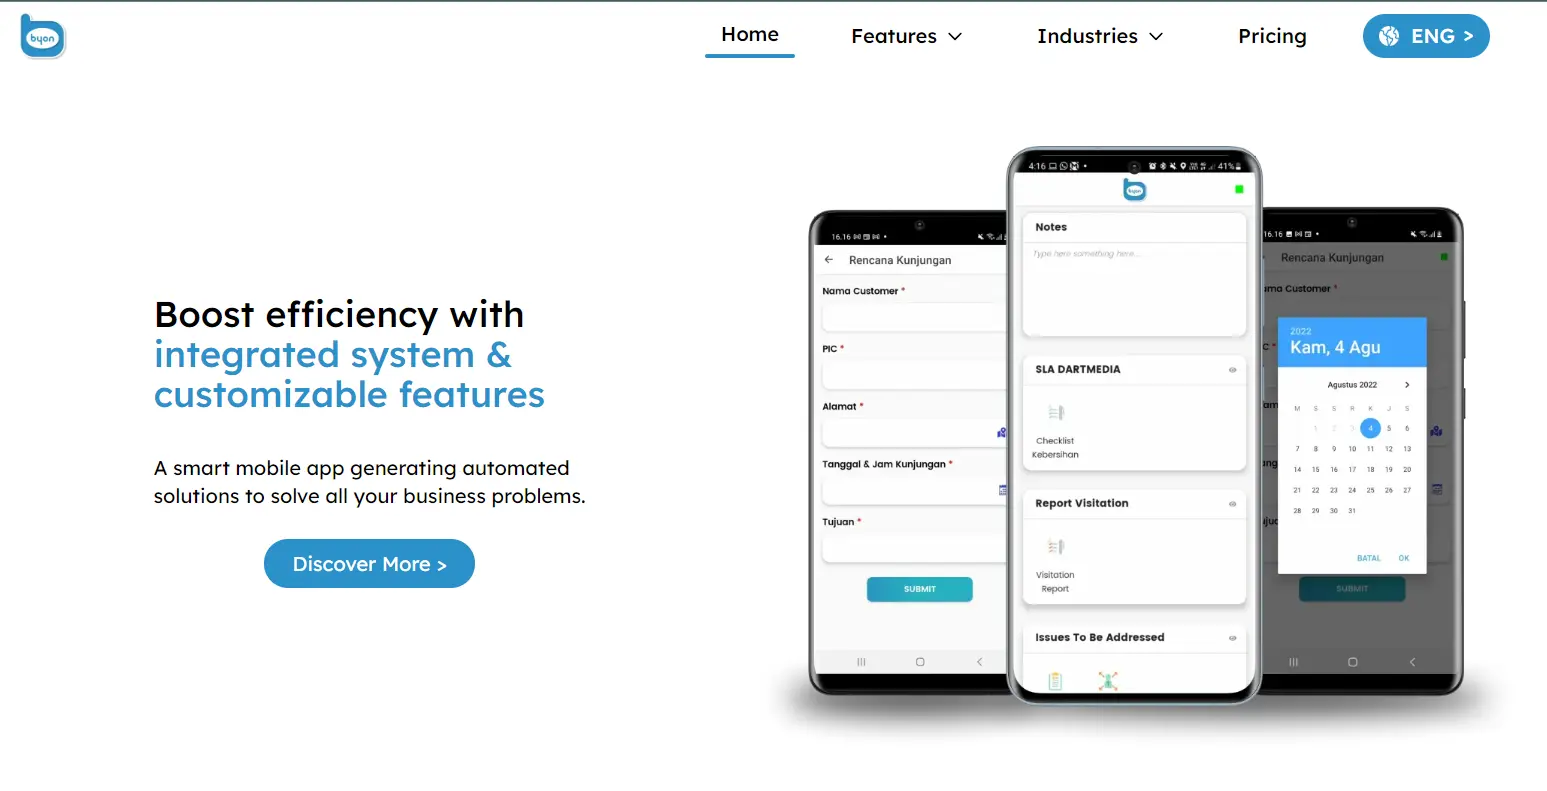 byon
Home
Features
Industries
Pricing
ENG >
Boost efficiency with
integrated system &
customizable features
A smart mobile app generating automated
solutions to solve all your business problems.
Discover More >
16.16
Rencana Kunjungan
Nama Customer *
PIC *
Alamat *
Tanggal & Jam Kunjungan *
Tujuan *
SUBMIT
4:16
41%
byon
Notes
Type here something here...
SLA DARTMEDIA
Checklist
Kebersihan
Report Visitation
Visitation
Report
Issues To Be Addressed
16.16
Rencana Kunjungan
ma Customer *
C *
am
ang
ujua
2022
Kam, 4 Agu
Agustus 2022 >
M S S R K J S
1 2 3 4 5 6
7 8 9 10 11 12 13
14 15 16 17 18 19 20
21 22 23 24 25 26 27
28 29 30 31
BATAL OK
SUBMIT